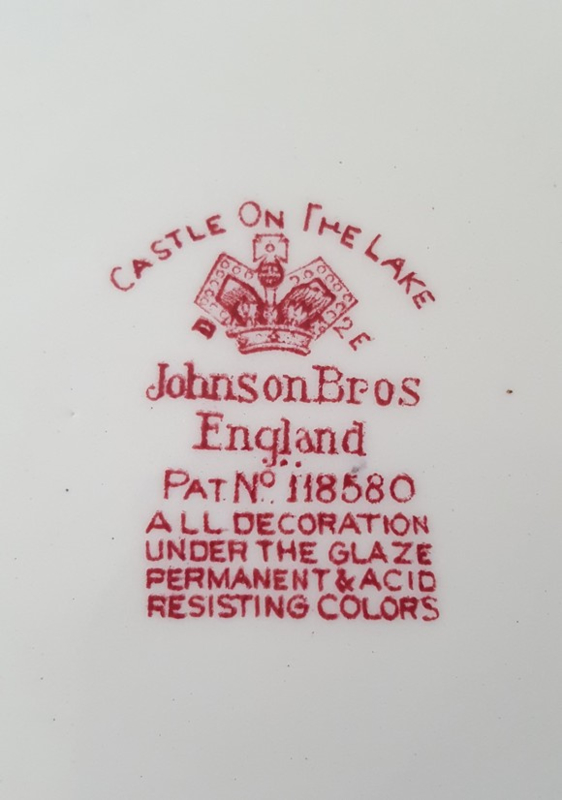 CASTLE ON THE LAKE
Johnson Bros
England
PAT. Nº. 118580
ALL DECORATION
UNDER THE GLAZE
PERMANENT & ACID
RESISTING COLORS